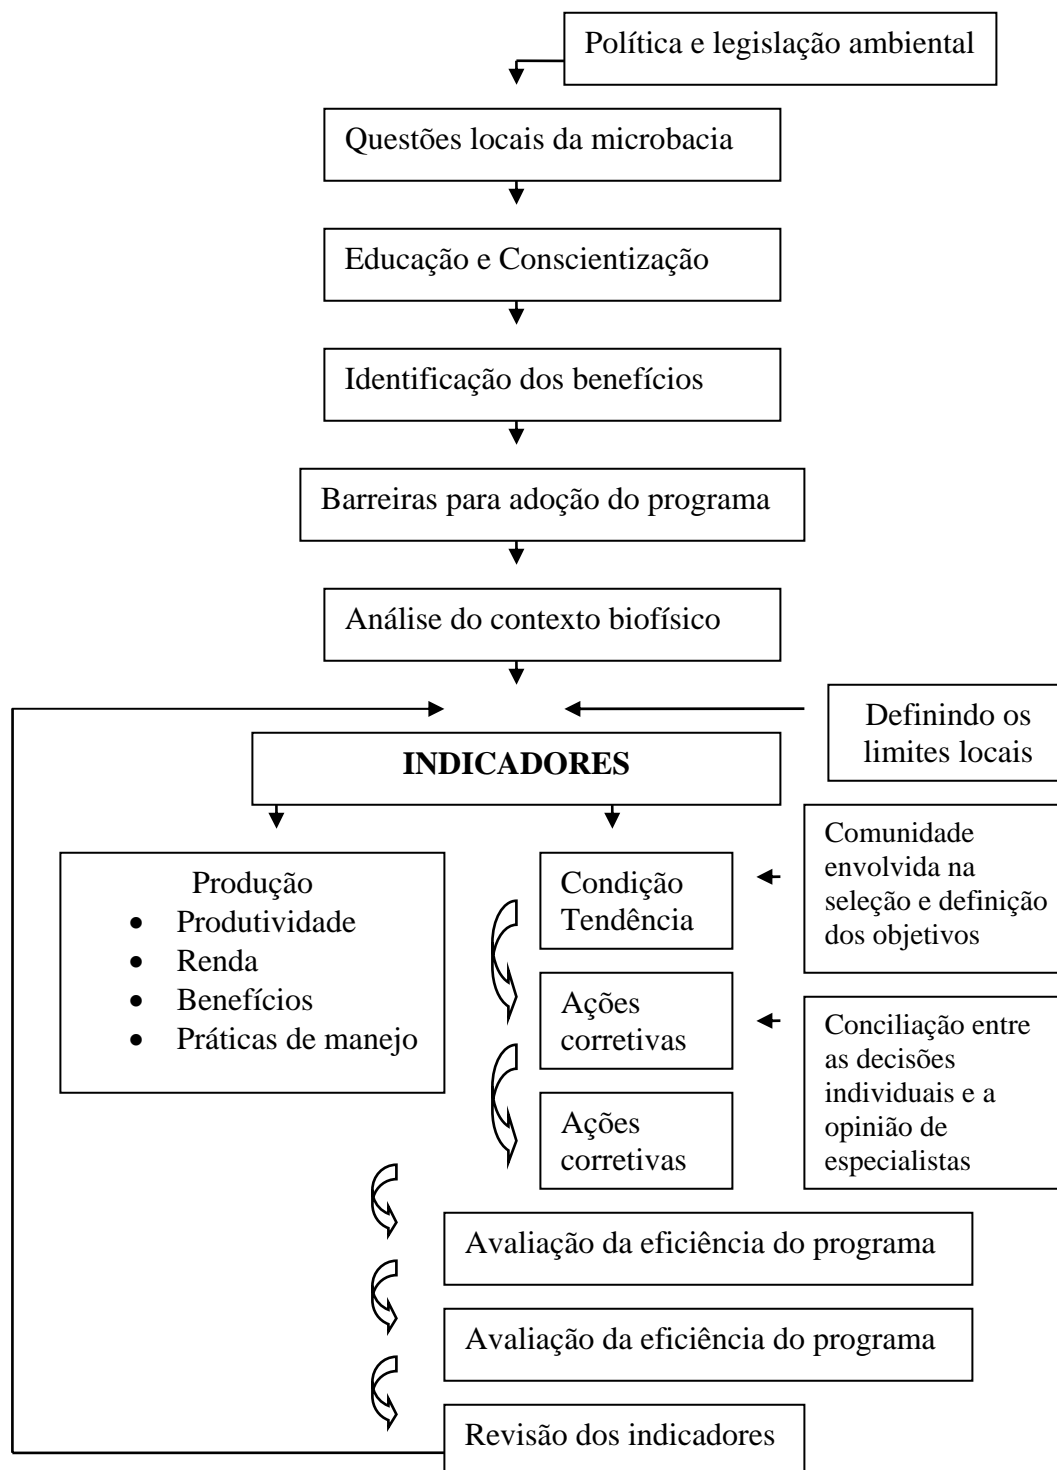 Política e legislação ambiental
Questões locais da microbacia
Educação e Conscientização
Identificação dos benefícios
Barreiras para adoção do programa
Análise do contexto biofísico
Definindo os
limites locais
INDICADORES
Produção
• Produtividade
• Renda
• Benefícios
• Práticas de manejo
Condição
Tendência
Comunidade
envolvida na
seleção e definição
dos objetivos
Ações
corretivas
Conciliação entre
as decisões
individuais e a
opinião de
especialistas
Ações
corretivas
Avaliação da eficiência do programa
Avaliação da eficiência do programa
Revisão dos indicadores